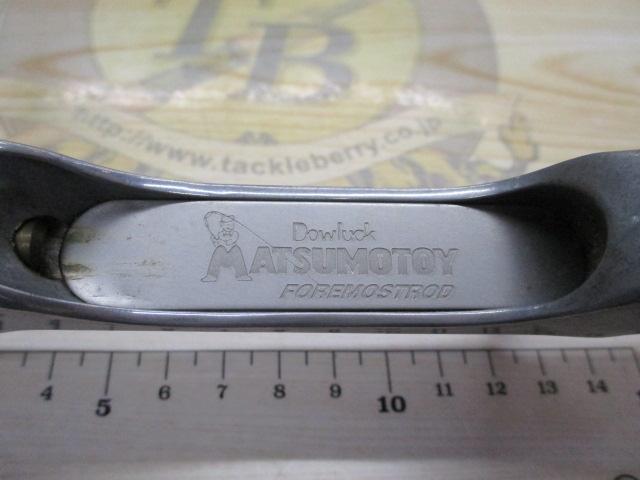 TB
http://www.tackleberry.co.jp
Dowluck
MATSUMOTOY
FOREMOSTROD
4 5 6 7 8 9 10 11 12 13 14